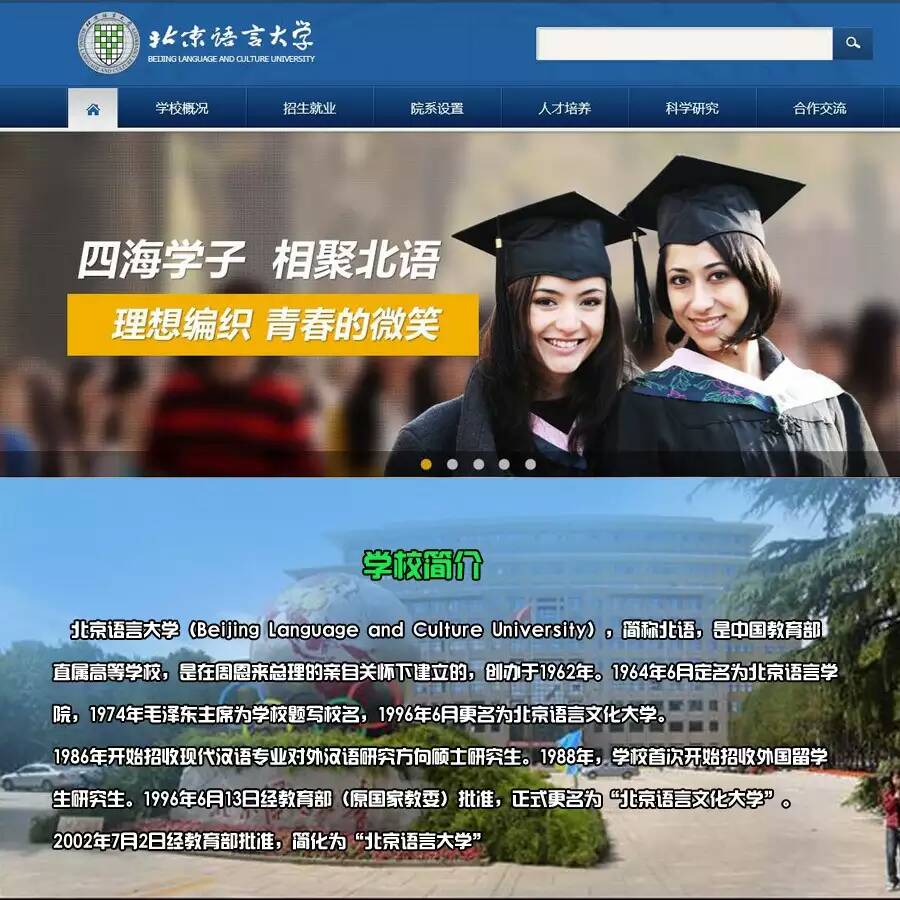 北京语言大学
BEIJING LANGUAGE AND CULTURE UNIVERSITY
学校概况 招生就业 院系设置 人才培养 科学研究 合作交流
四海学子 相聚北语
理想编织 青春的微笑
学校简介
北京语言大学（Beijing Language and Culture University），简称北语，是中国教育部
直属高等学校，是在周恩来总理的亲自关怀下建立的，创办于1962年。1964年6月定名为北京语言学
院，1974年毛泽东主席为学校题写校名，1996年6月更名为北京语言文化大学。
1986年开始招收现代汉语专业对外汉语研究方向硕士研究生。1988年，学校首次开始招收外国留学
生研究生。1996年6月13日经教育部（原国家教委）批准，正式更名为“北京语言文化大学”。
2002年7月2日经教育部批准，简化为“北京语言大学”